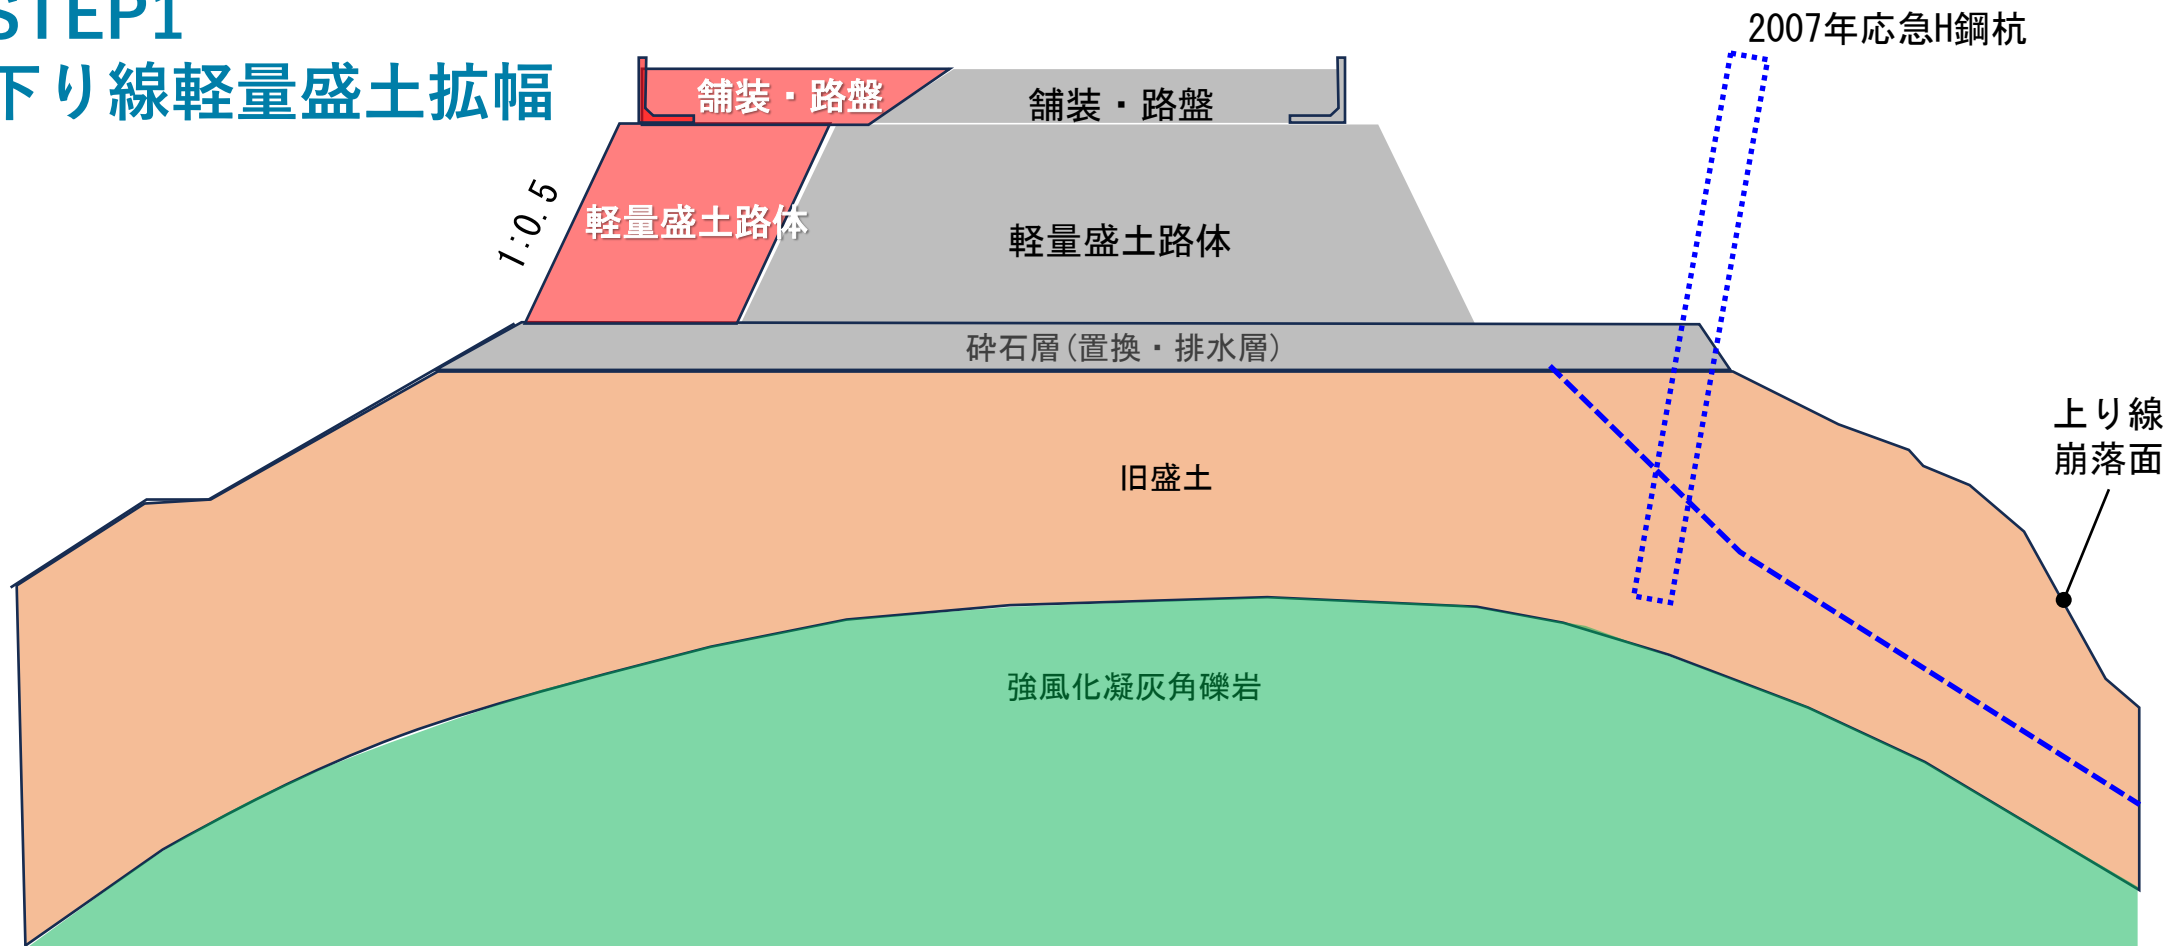 STEP1
下り線軽量盛土拡幅
2007年応急H鋼杭
舗装・路盤
舗装・路盤
1:0.5
軽量盛土路体
軽量盛土路体
砕石層(置換・排水層)
上り線
崩落面
旧盛土
強風化凝灰角礫岩